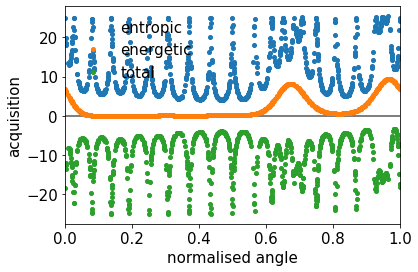 entropic
energetic
total
acquisition
20
10
0
−10
−20
0.0 0.2 0.4 0.6 0.8 1.0
normalised angle